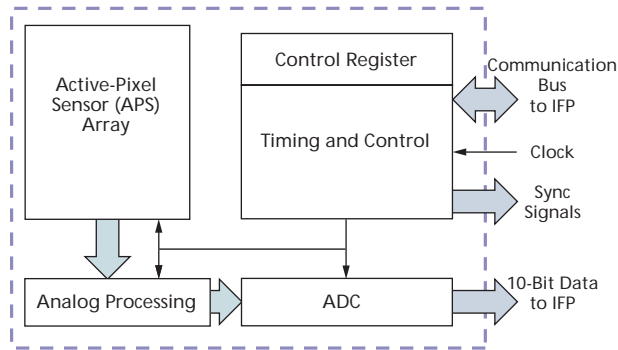 Active-Pixel
Sensor (APS)
Array
Control Register
Timing and Control
Communication
Bus
to IFP
Clock
Sync
Signals
Analog Processing
ADC
10-Bit Data
to IFP